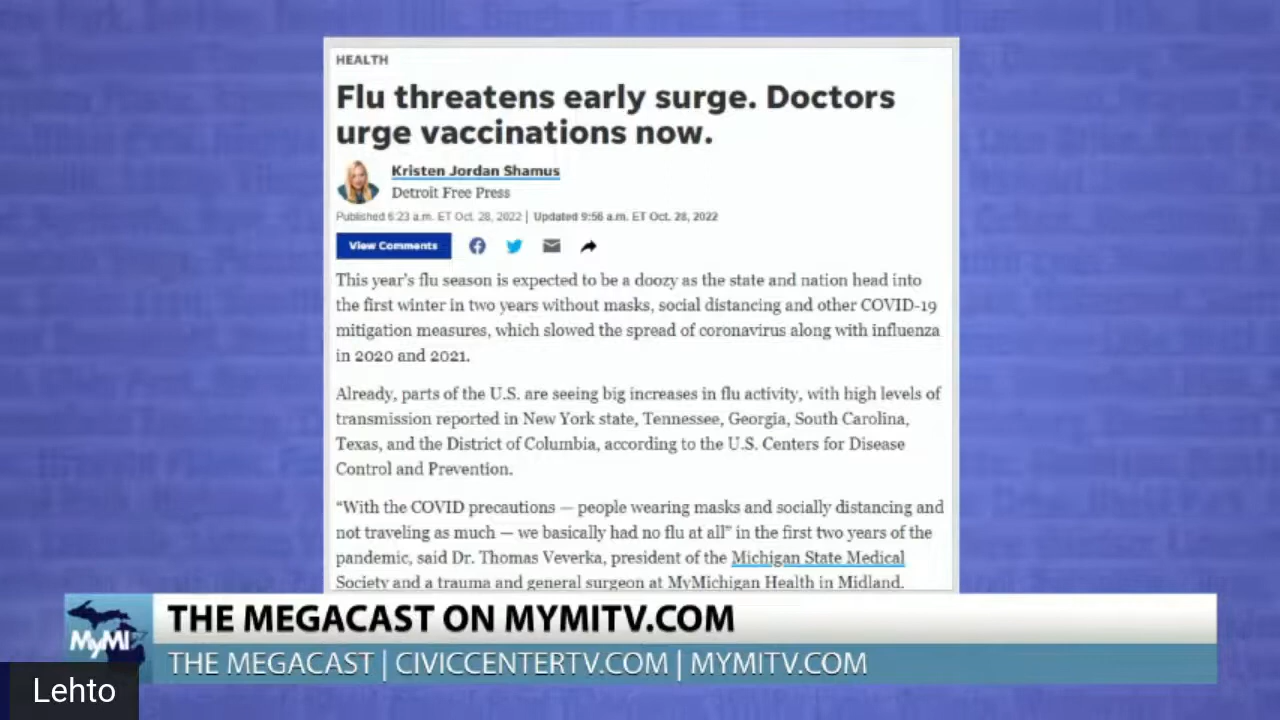 HEALTH
Flu threatens early surge. Doctors
urge vaccinations now.
Kristen Jordan Shamus
Detroit Free Press
Published 6:23 a.m. ET Oct. 28, 2022 | Updated 9:56 a.m. ET Oct. 28, 2022
View Comments
This year's flu season is expected to be a doozy as the state and nation head into
the first winter in two years without masks, social distancing and other COVID-19
mitigation measures, which slowed the spread of coronavirus along with influenza
in 2020 and 2021.
Already, parts of the U.S. are seeing big increases in flu activity, with high levels of
transmission reported in New York state, Tennessee, Georgia, South Carolina,
Texas, and the District of Columbia, according to the U.S. Centers for Disease
Control and Prevention.
“With the COVID precautions — people wearing masks and socially distancing and
not traveling as much — we basically had no flu at all” in the first two years of the
pandemic, said Dr. Thomas Veverka, president of the Michigan State Medical
Society and a trauma and general surgeon at MyMichigan Health in Midland.
THE MEGACAST ON MYMITV.COM
MyMI
THE MEGACAST | CIVICCENTERTV.COM | MYMITV.COM
Lehto